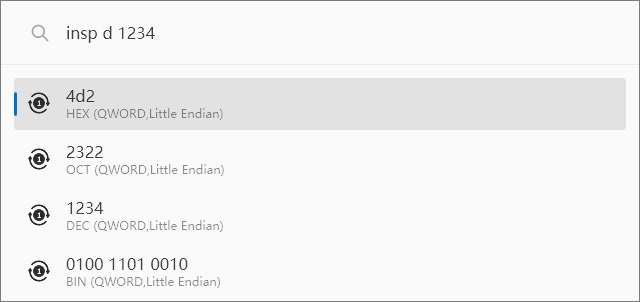 insp d 1234
4d2
HEX (QWORD,Little Endian)
2322
OCT (QWORD,Little Endian)
1234
DEC (QWORD,Little Endian)
0100 1101 0010
BIN (QWORD,Little Endian)